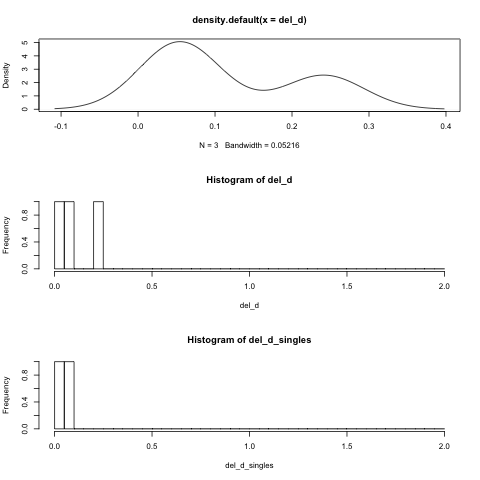 density.default(x = del_d)
Density
0 1 2 3 4 5
-0.1 0.0 0.1 0.2 0.3 0.4
N = 3 Bandwidth = 0.05216
Histogram of del_d
Frequency
0.0 0.4 0.8
0.0 0.5 1.0 1.5 2.0
del_d
Histogram of del_d_singles
Frequency
0.0 0.4 0.8
0.0 0.5 1.0 1.5 2.0
del_d_singles